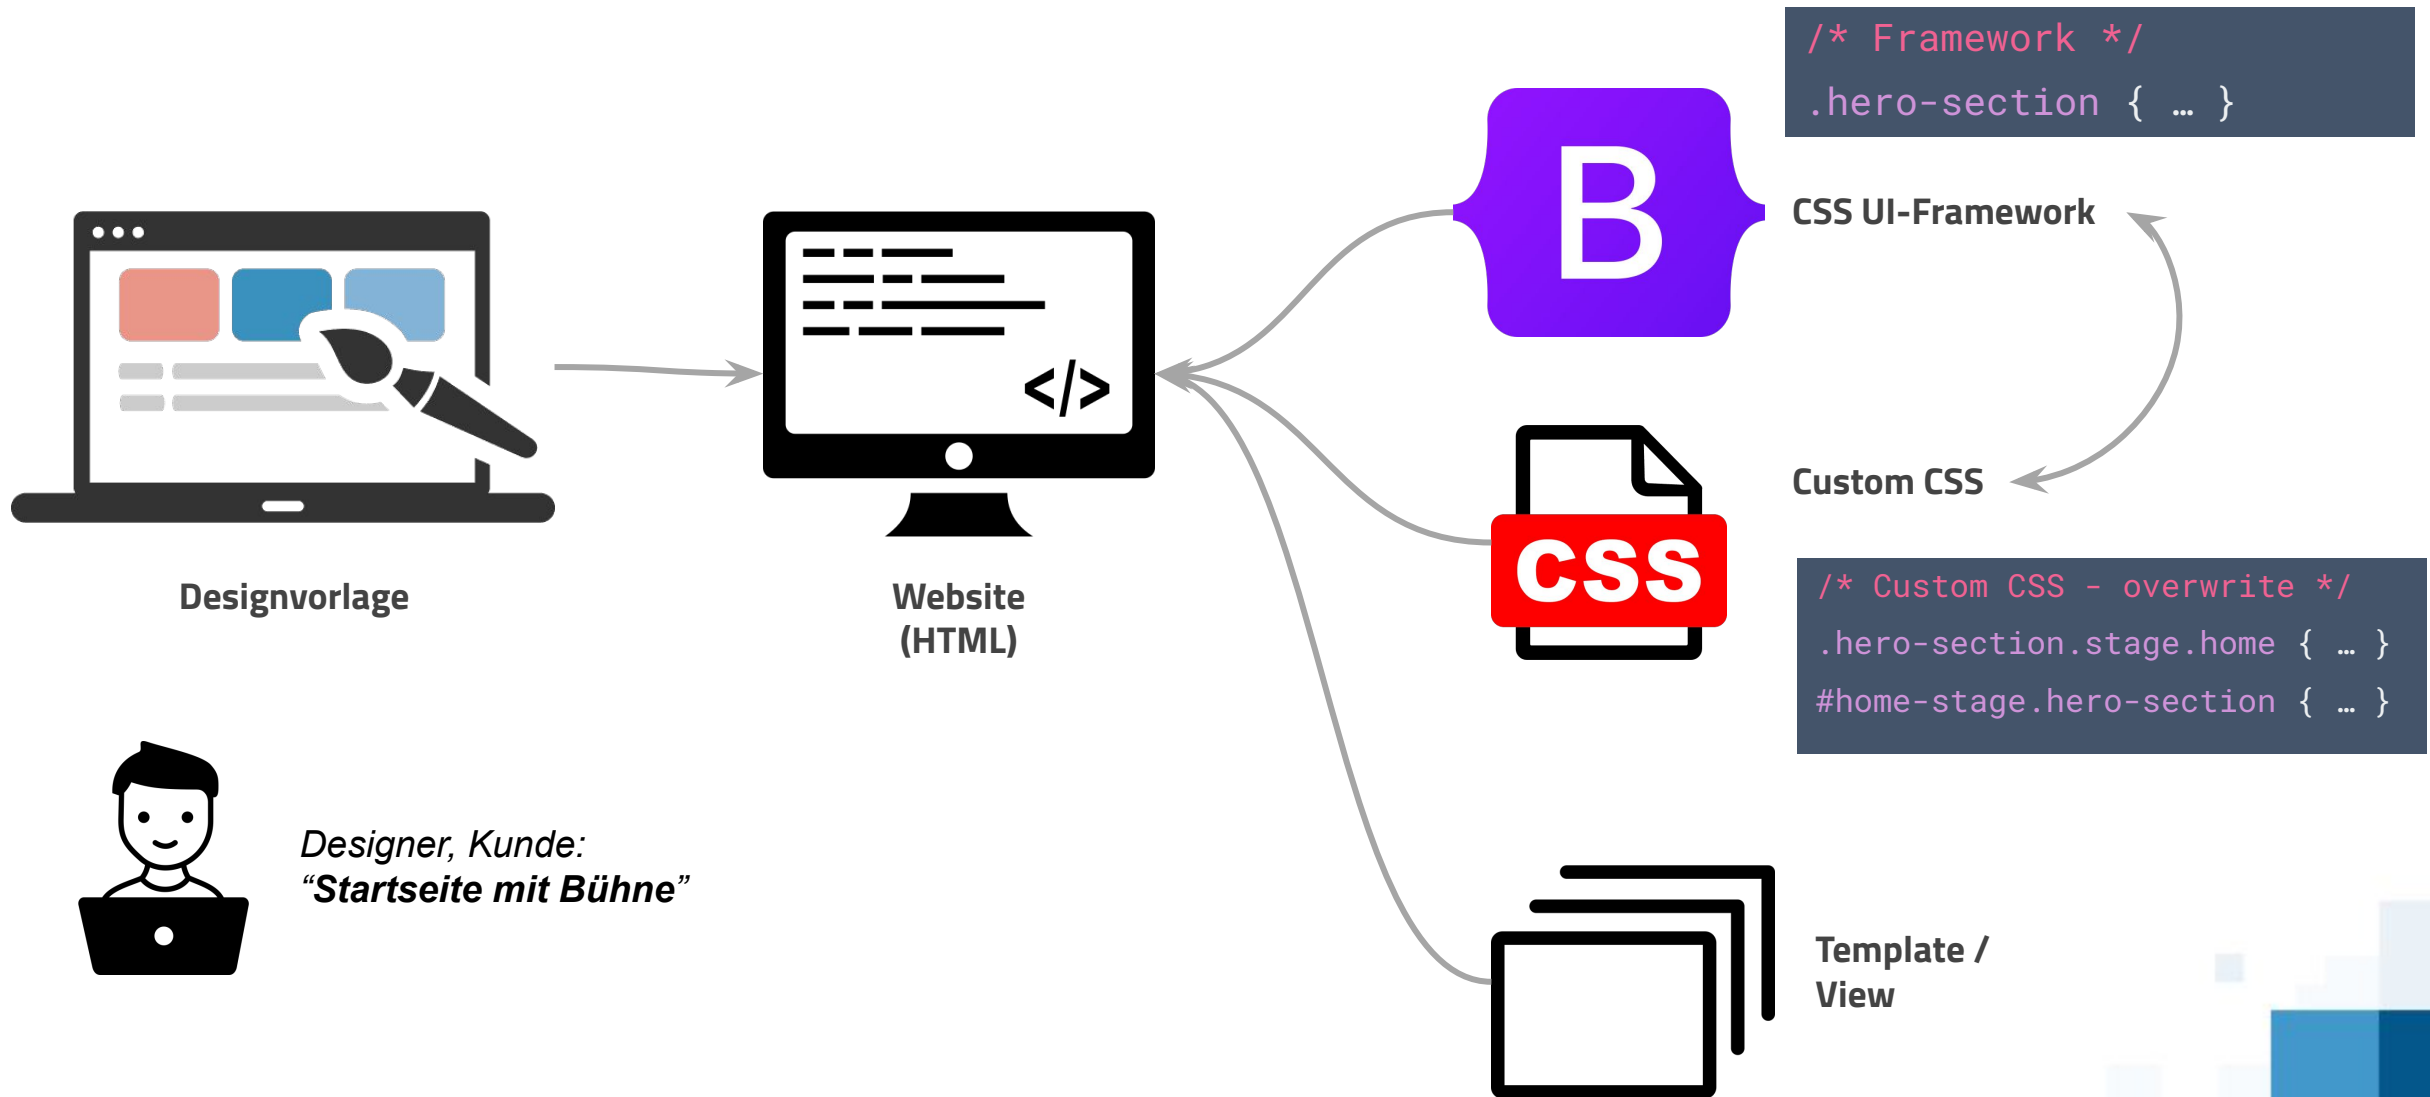 /* Framework */
.hero-section { … }
B
CSS UI-Framework
</>
Custom CSS
css
Designvorlage
Website
(HTML)
/* Custom CSS - overwrite */
.hero-section.stage.home { … }
#home-stage.hero-section { … }
Designer, Kunde:
“Startseite mit Bühne”
Template /
View